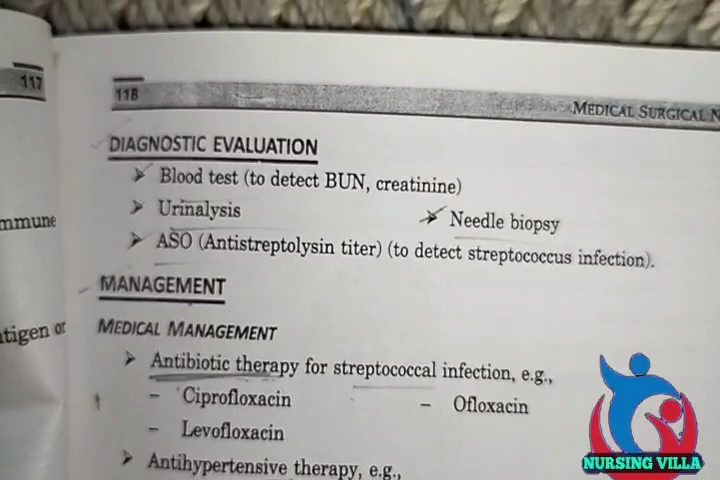 117
118
MEDICAL SURGICAL N
DIAGNOSTIC EVALUATION
➤ Blood test (to detect BUN, creatinine)
➤ Urinalysis ➤ Needle biopsy
➤ ASO (Antistreptolysin titer) (to detect streptococcus infection).
MANAGEMENT
MEDICAL MANAGEMENT
➤ Antibiotic therapy for streptococcal infection, e.g.,
– Ciprofloxacin – Ofloxacin
– Levofloxacin
➤ Antihypertensive therapy, e.g.,
mmune
tigen or
NURSING VILLA